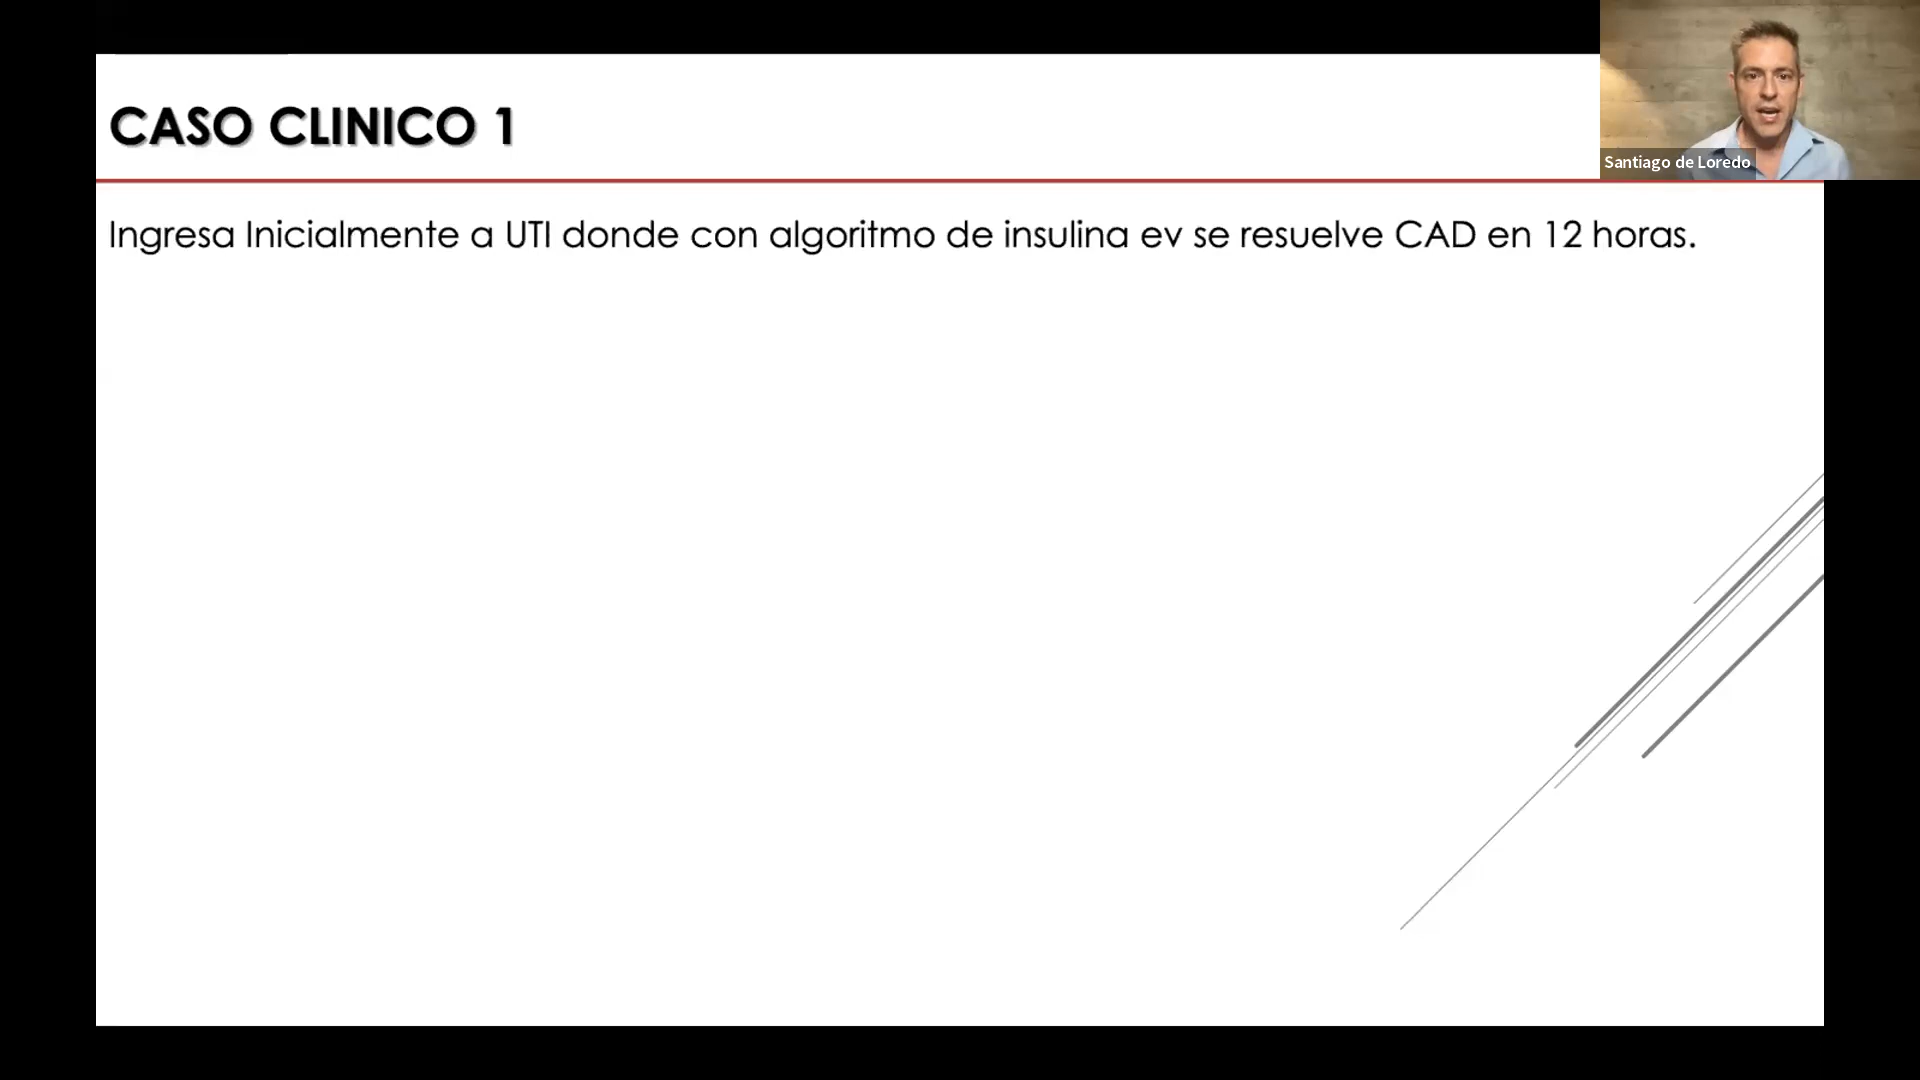 CASO CLINICO 1
Santiago de Loredo
Ingresa Inicialmente a UTI donde con algoritmo de insulina ev se resuelve CAD en 12 horas.